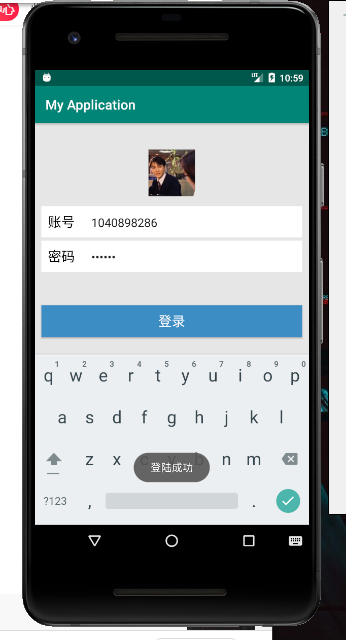 心
10:59
My Application
账号 1040898286
密码 ••••••
登录
1 2 3 4 5 6 7 8 9 0
q w e r t y u i o p
a s d f g h j k l
z x b n m
登陆成功
?123 , .